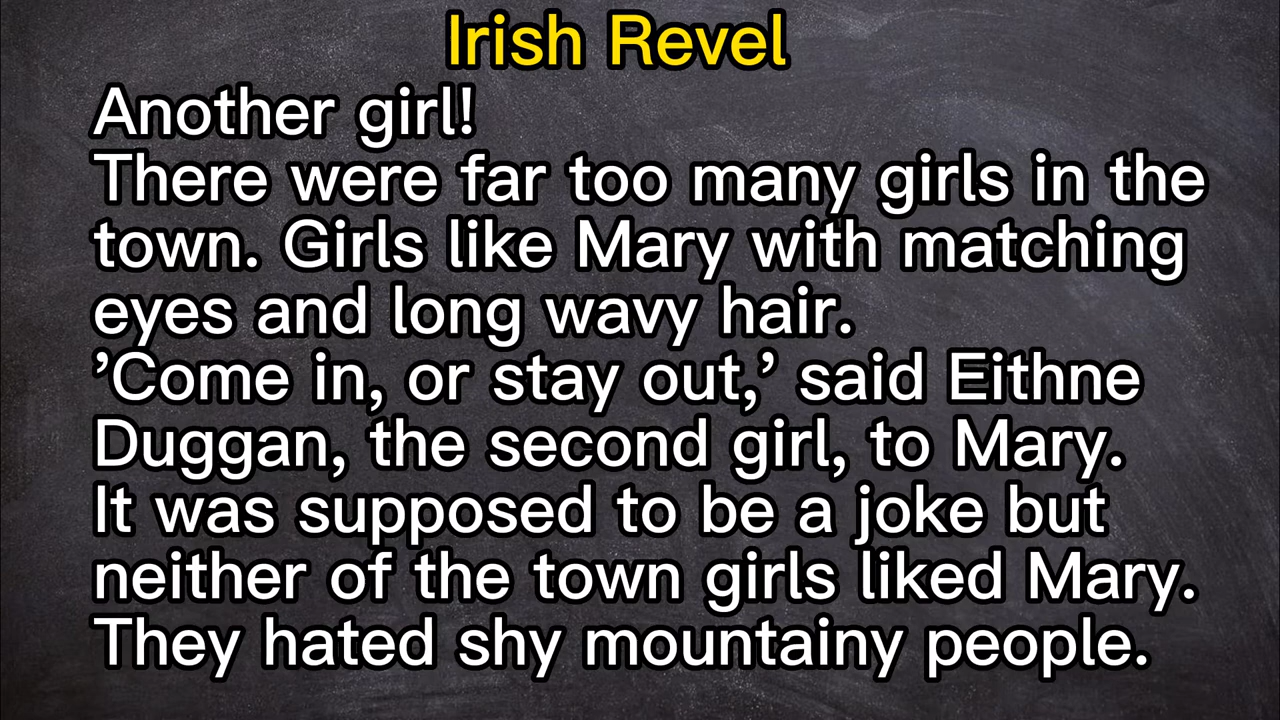 Irish Revel
Another girl!
There were far too many girls in the
town. Girls like Mary with matching
eyes and long wavy hair.
’Come in, or stay out,’ said Eithne
Duggan, the second girl, to Mary.
It was supposed to be a joke but
neither of the town girls liked Mary.
They hated shy mountainy people.